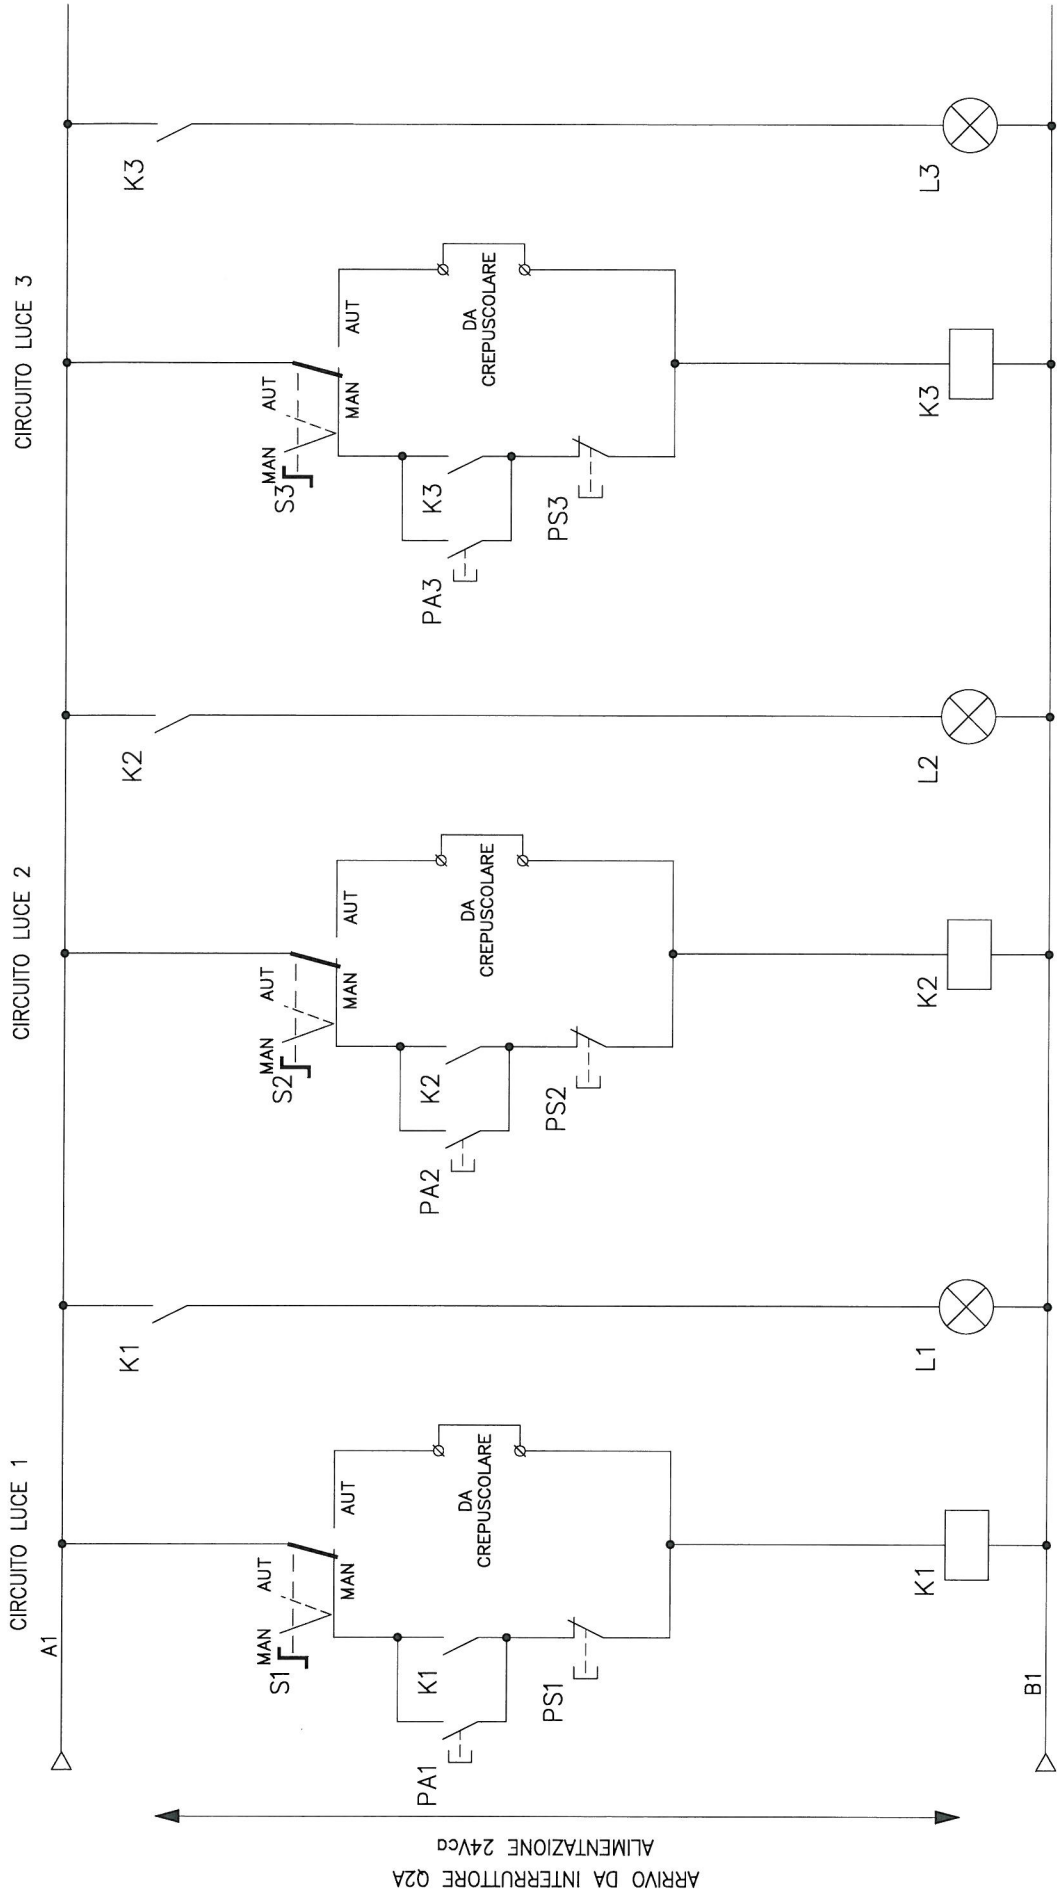 CIRCUITO LUCE 1
CIRCUITO LUCE 2
CIRCUITO LUCE 3
A1
K1
K2
K3
MAN
AUT
S1
MAN
AUT
MAN
AUT
S2
MAN
AUT
MAN
AUT
S3
MAN
AUT
PA1
K1
DA
CREPUSCOLARE
PA2
K2
DA
CREPUSCOLARE
PA3
K3
DA
CREPUSCOLARE
PS1
PS2
PS3
K1
L1
K2
L2
K3
L3
B1
ARRIVO DA INTERRUTTORE Q2A
ALIMENTAZIONE 24Vca